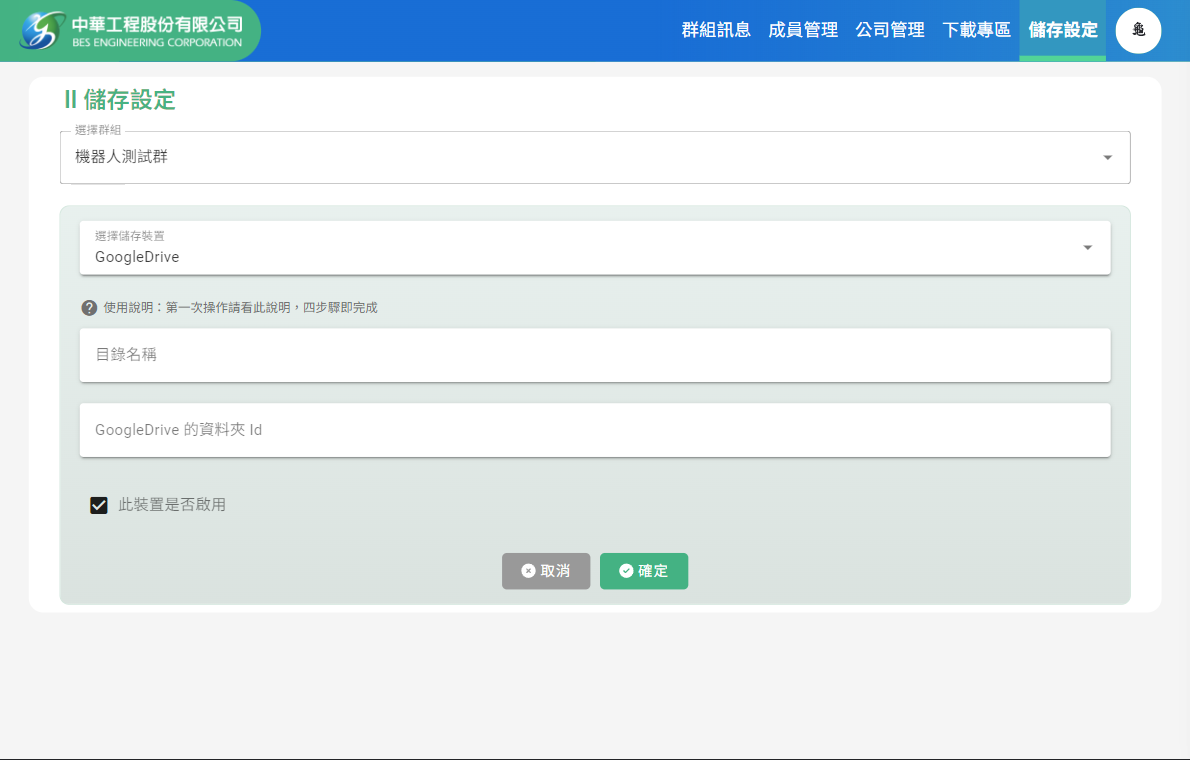 中華工程股份有限公司
BES ENGINEERING CORPORATION
群組訊息 成員管理 公司管理 下載專區 儲存設定 龜
儲存設定
選擇群組
機器人測試群
選擇儲存裝置
GoogleDrive
使用說明：第一次操作請看此說明，四步驟即完成
目錄名稱
GoogleDrive 的資料夾 Id
此裝置是否啟用
取消 確定